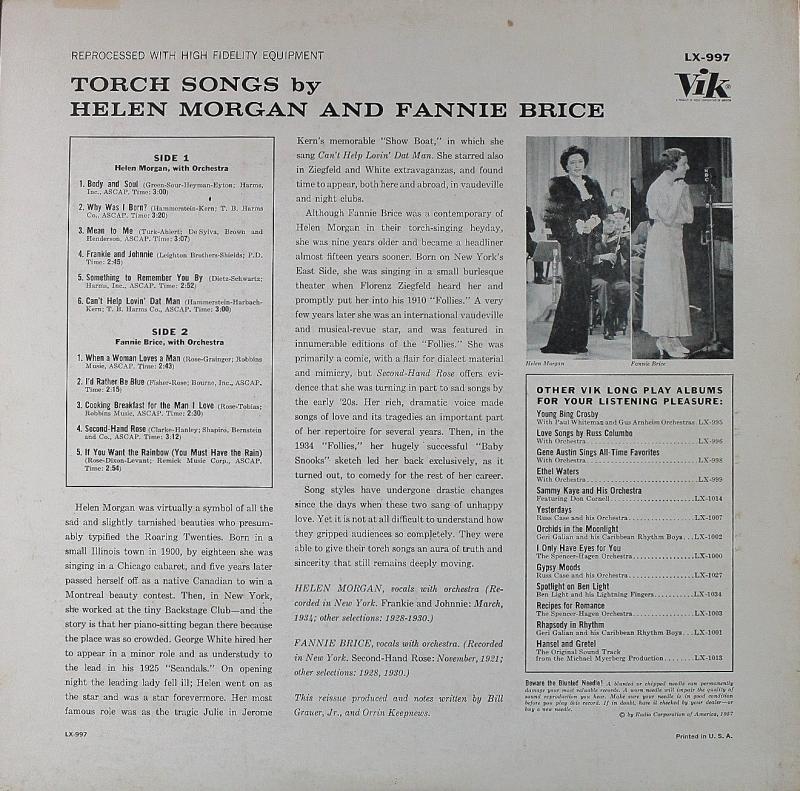 REPROCESSED WITH HIGH FIDELITY EQUIPMENT
LX-997
TORCH SONGS by
HELEN MORGAN AND FANNIE BRICE
Vik
SIDE 1
Helen Morgan, with Orchestra
1. Body and Soul (Green-Sour-Heyman-Eyton; Harms,
Inc., ASCAP. Time: 3:00)
2. Why Was I Born? (Hammerstein-Kern; T. B. Harms
Co., ASCAP. Time: 3:20)
3. Mean to Me (Turk-Ahlert; De Sylva, Brown and
Henderson, ASCAP. Time: 3:07)
4. Frankie and Johnnie (Leighton Brothers-Shields; P.D.
Time: 2:45)
5. Something to Remember You By (Dietz-Schwartz;
Harms, Inc., ASCAP. Time: 2:52)
6. Can't Help Lovin' Dat Man (Hammerstein-Harbach-
Kern; T. B. Harms Co., ASCAP. Time: 3:00)
SIDE 2
Fannie Brice, with Orchestra
1. When a Woman Loves a Man (Rose-Grainger; Robbins
Music, ASCAP. Time: 2:43)
2. I'd Rather Be Blue (Fisher-Rose; Bourne, Inc., ASCAP.
Time: 2:15)
3. Cooking Breakfast for the Man I Love (Rose-Tobias;
Robbins Music, ASCAP. Time: 2:30)
4. Second-Hand Rose (Clarke-Hanley; Shapiro, Bernstein
and Co., ASCAP. Time: 3:12)
5. If You Want the Rainbow (You Must Have the Rain)
(Rose-Dixon-Levant; Remick Music Corp., ASCAP.
Time: 2:54)
Helen Morgan was virtually a symbol of all the
sad and slightly tarnished beauties who presum-
ably typified the Roaring Twenties. Born in a
small Illinois town in 1900, by eighteen she was
singing in a Chicago cabaret, and five years later
passed herself off as a native Canadian to win a
Montreal beauty contest. Then, in New York,
she worked at the tiny Backstage Club—and the
story is that her piano-sitting began there because
the place was so crowded. George White hired her
to appear in a minor role and as understudy to
the lead in his 1925 "Scandals." On opening
night the leading lady fell ill; Helen went on as
the star and was a star forevermore. Her most
famous role was as the tragic Julie in Jerome
Kern's memorable "Show Boat," in which she
sang Can't Help Lovin' Dat Man. She starred also
in Ziegfeld and White extravaganzas, and found
time to appear, both here and abroad, in vaudeville
and night clubs.
Although Fannie Brice was a contemporary of
Helen Morgan in their torch-singing heyday,
she was nine years older and became a headliner
almost fifteen years sooner. Born on New York's
East Side, she was singing in a small burlesque
theater when Florenz Ziegfeld heard her and
promptly put her into his 1910 "Follies." A very
few years later she was an international vaudeville
and musical-revue star, and was featured in
innumerable editions of the "Follies." She was
primarily a comic, with a flair for dialect material
and mimicry, but Second-Hand Rose offers evi-
dence that she was turning in part to sad songs by
the early '20s. Her rich, dramatic voice made
songs of love and its tragedies an important part
of her repertoire for several years. Then, in the
1934 "Follies," her hugely successful "Baby
Snooks" sketch led her back exclusively, as it
turned out, to comedy for the rest of her career.
Song styles have undergone drastic changes
since the days when these two sang of unhappy
love. Yet it is not at all difficult to understand how
they gripped audiences so completely. They were
able to give their torch songs an aura of truth and
sincerity that still remains deeply moving.
HELEN MORGAN, vocals with orchestra (Re-
corded in New York. Frankie and Johnnie: March,
1934; other selections: 1928-1930.)
FANNIE BRICE, vocals with orchestra. (Recorded
in New York. Second-Hand Rose: November, 1921;
other selections: 1928, 1930.)
This reissue produced and notes written by Bill
Grauer, Jr., and Orrin Keepnews.
NBC
Helen Morgan
Fannie Brice
OTHER VIK LONG PLAY ALBUMS
FOR YOUR LISTENING PLEASURE:
Young Bing Crosby
With Paul Whiteman and Gus Arnheim Orchestras LX-995
Love Songs by Russ Columbo
With Orchestra LX-996
Gene Austin Sings All-Time Favorites
With Orchestra LX-998
Ethel Waters
With Orchestra LX-999
Sammy Kaye and His Orchestra
Featuring Don Cornell LX-1014
Yesterdays
Russ Case and his Orchestra LX-1007
Orchids in the Moonlight
Geri Galian and his Caribbean Rhythm Boys LX-1002
I Only Have Eyes for You
The Spencer-Hagen Orchestra LX-1000
Gypsy Moods
Russ Case and his Orchestra LX-1027
Spotlight on Ben Light
Ben Light and his Lightning Fingers LX-1034
Recipes for Romance
The Spencer-Hagen Orchestra LX-1003
Rhapsody in Rhythm
Geri Galian and his Caribbean Rhythm Boys LX-1001
Hansel and Gretel
The Original Sound Track
from the Michael Myerberg Production LX-1013
Beware the Blunted Needle! A blunted or chipped needle can permanently
damage your most valuable records. A worn needle will impair the quality of
sound reproduction you hear. Make sure your needle is in good condition
before you play this record. If in doubt, have it checked by your dealer—or
buy a new needle.
© by Radio Corporation of America, 1957
LX-997
Printed in U. S. A.